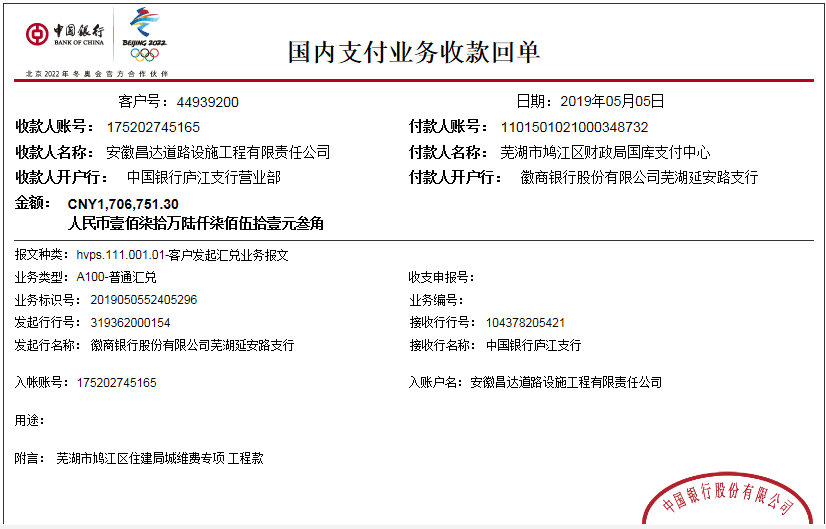 中国银行
BANK OF CHINA
BEIJING 2022
北京2022年冬奥会官方合作伙伴
国内支付业务收款回单
客户号：44939200 日期：2019年05月05日
收款人账号：175202745165 付款人账号：1101501021000348732
收款人名称：安徽昌达道路设施工程有限责任公司 付款人名称：芜湖市鸠江区财政局国库支付中心
收款人开户行：中国银行庐江支行营业部 付款人开户行：徽商银行股份有限公司芜湖延安路支行
金额：CNY1,706,751.30
人民币壹佰柒拾万陆仟柒佰伍拾壹元叁角
报文种类：hvps.111.001.01-客户发起汇兑业务报文
业务类型：A100-普通汇兑 收支申报号：
业务标识号：2019050552405296 业务编号：
发起行行号：319362000154 接收行行号：104378205421
发起行名称：徽商银行股份有限公司芜湖延安路支行 接收行名称：中国银行庐江支行
入帐账号：175202745165 入账户名：安徽昌达道路设施工程有限责任公司
用途：
附言：芜湖市鸠江区住建局城维费专项 工程款
中国银行股份有限公司